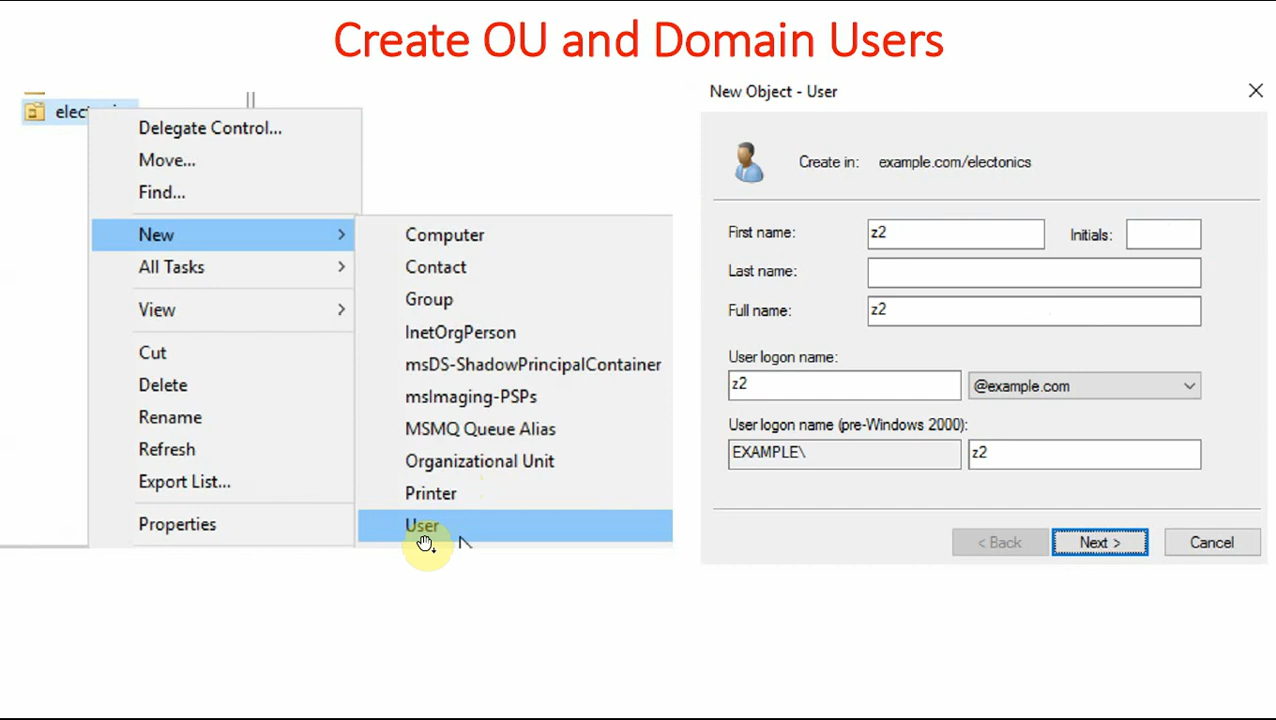 Create OU and Domain Users
Delegate Control...
Move...
Find...
New
All Tasks
View
Cut
Delete
Rename
Refresh
Export List...
Properties
Computer
Contact
Group
InetOrgPerson
msDS-ShadowPrincipalContainer
msImaging-PSPs
MSMQ Queue Alias
Organizational Unit
Printer
User
New Object - User
Create in: example.com/electonics
First name: z2 Initials:
Last name:
Full name: z2
User logon name:
z2 @example.com
User logon name (pre-Windows 2000):
EXAMPLE\ z2
< Back Next > Cancel